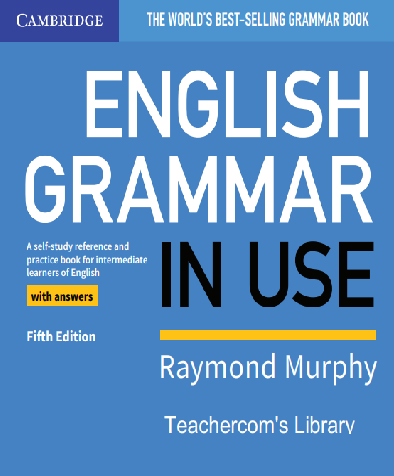 CAMBRIDGE
THE WORLD'S BEST-SELLING GRAMMAR BOOK
ENGLISH
GRAMMAR
IN USE
A self-study reference and
practice book for intermediate
learners of English
with answers
Fifth Edition
Raymond Murphy
Teachercom's Library